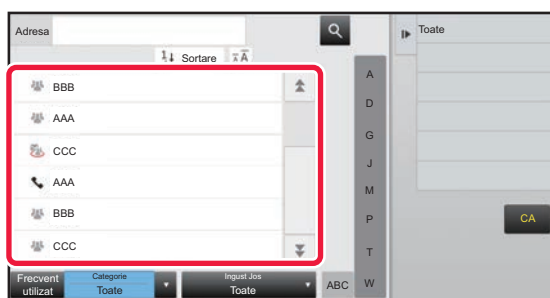 Adresa
Toate
Sortare
BBB
AAA
CCC
AAA
BBB
CCC
A
D
G
J
M
P
T
W
CA
Frecvent
utilizat
Categorie
Toate
Ingust Jos
Toate
ABC